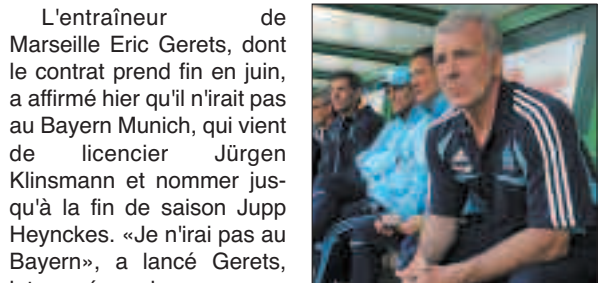 L'entraîneur de
Marseille Eric Gerets, dont
le contrat prend fin en juin,
a affirmé hier qu'il n'irait pas
au Bayern Munich, qui vient
de licencier Jürgen
Klinsmann et nommer jus-
qu'à la fin de saison Jupp
Heynckes. «Je n'irai pas au
Bayern», a lancé Gerets,